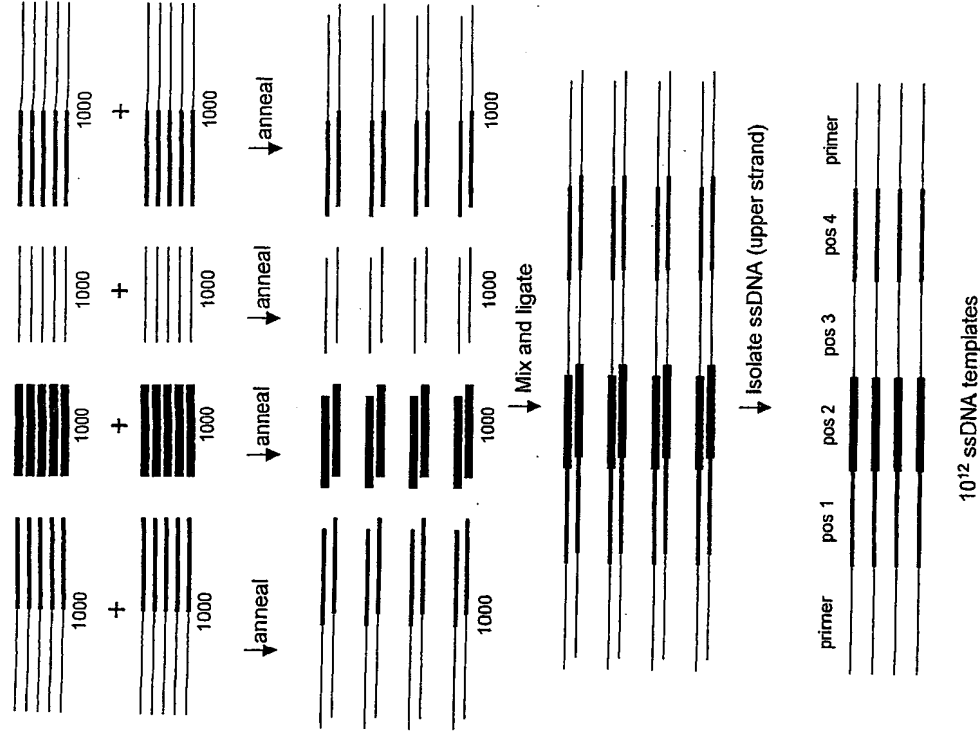 1000 1000 1000 1000
+ + + +
1000 1000 1000 1000
anneal anneal anneal anneal
1000 1000 1000 1000
Mix and ligate
Isolate ssDNA (upper strand)
primer pos 1 pos 2 pos 3 pos 4 primer
10¹² ssDNA templates